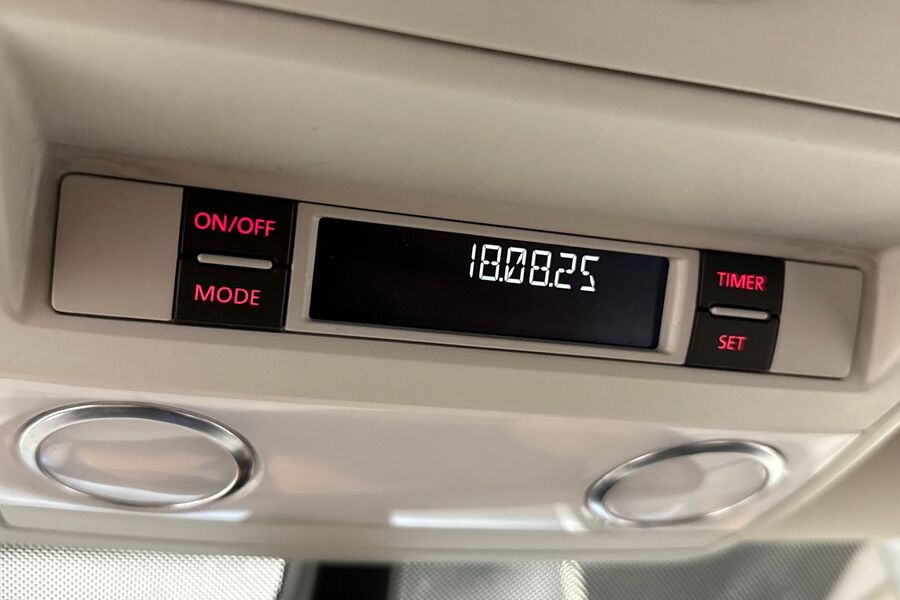 ON/OFF
MODE
18.08.25
TIMER
SET